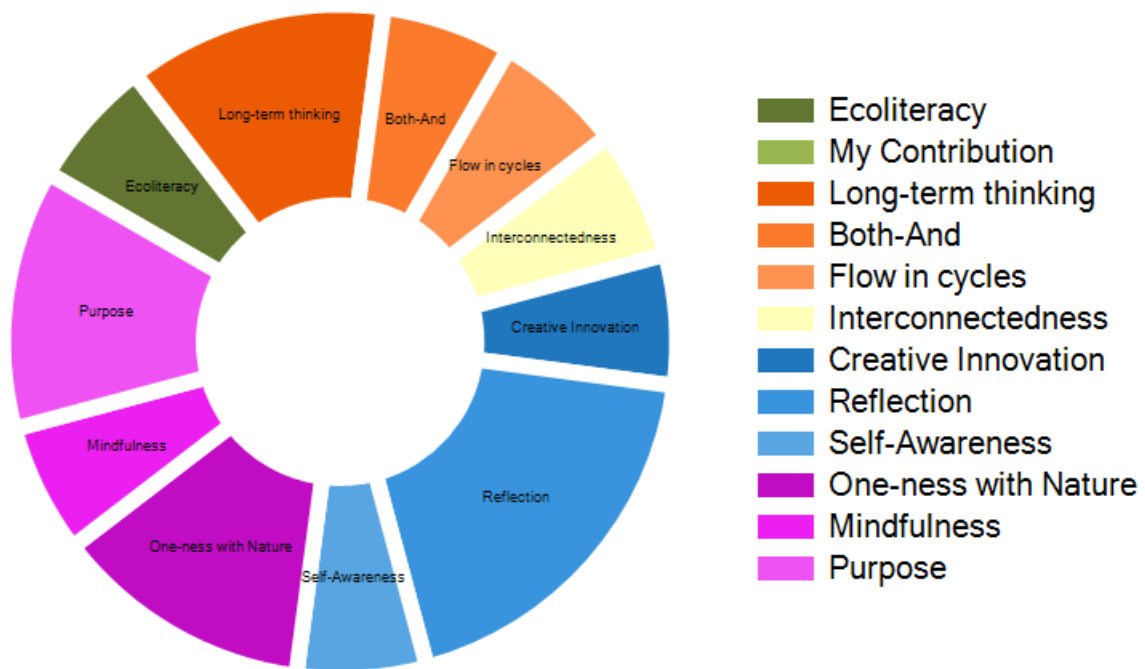 Long-term thinking
Both-And
Flow in cycles
Ecoliteracy
Interconnectedness
Purpose
Creative Innovation
Mindfulness
Reflection
One-ness with Nature
Self-Awareness
Ecoliteracy
My Contribution
Long-term thinking
Both-And
Flow in cycles
Interconnectedness
Creative Innovation
Reflection
Self-Awareness
One-ness with Nature
Mindfulness
Purpose